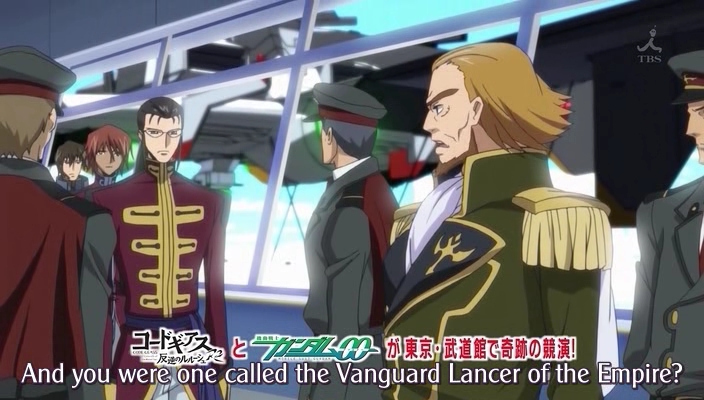 TBS
コードギアス
反逆のルルーシュR2
と
機動戦士
ガンダム00
が東京・武道館で奇跡の競演!
And you were one called the Vanguard Lancer of the Empire?